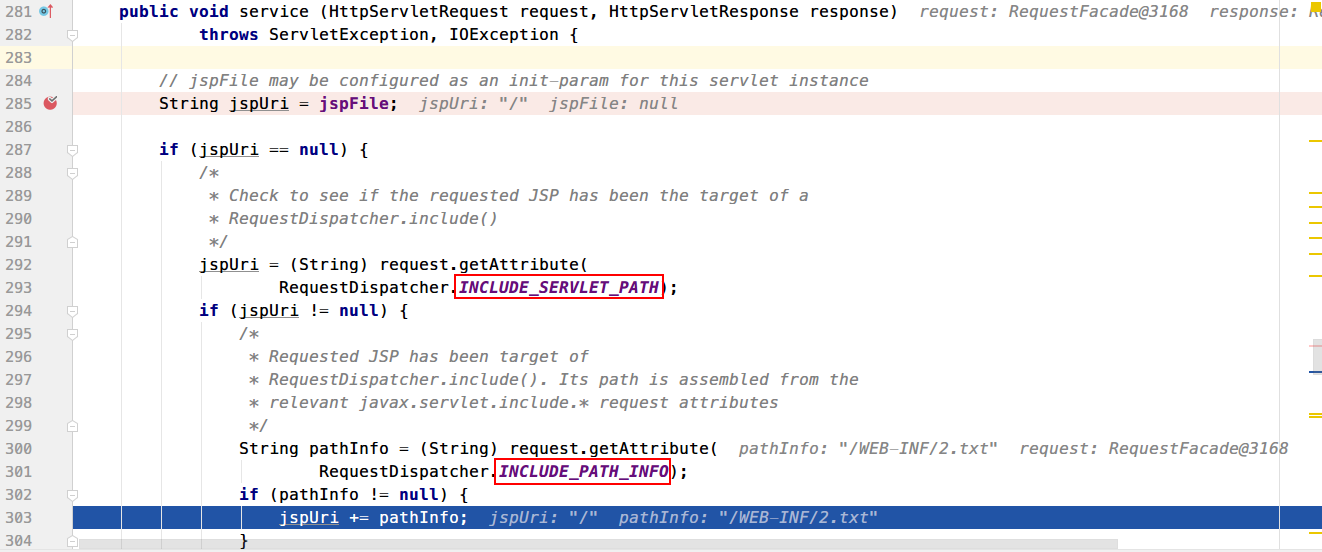 281 public void service (HttpServletRequest request, HttpServletResponse response) request: RequestFacade@3168 response:
282 throws ServletException, IOException {
283
284 // jspFile may be configured as an init-param for this servlet instance
285 String jspUri = jspFile; jspUri: "/" jspFile: null
286
287 if (jspUri == null) {
288 /*
289 * Check to see if the requested JSP has been the target of a
290 * RequestDispatcher.include()
291 */
292 jspUri = (String) request.getAttribute(
293 RequestDispatcher.INCLUDE_SERVLET_PATH);
294 if (jspUri != null) {
295 /*
296 * Requested JSP has been target of
297 * RequestDispatcher.include(). Its path is assembled from the
298 * relevant javax.servlet.include.* request attributes
299 */
300 String pathInfo = (String) request.getAttribute( pathInfo: "/WEB-INF/2.txt" request: RequestFacade@3168
301 RequestDispatcher.INCLUDE_PATH_INFO);
302 if (pathInfo != null) {
303 jspUri += pathInfo; jspUri: "/" pathInfo: "/WEB-INF/2.txt"
304 }